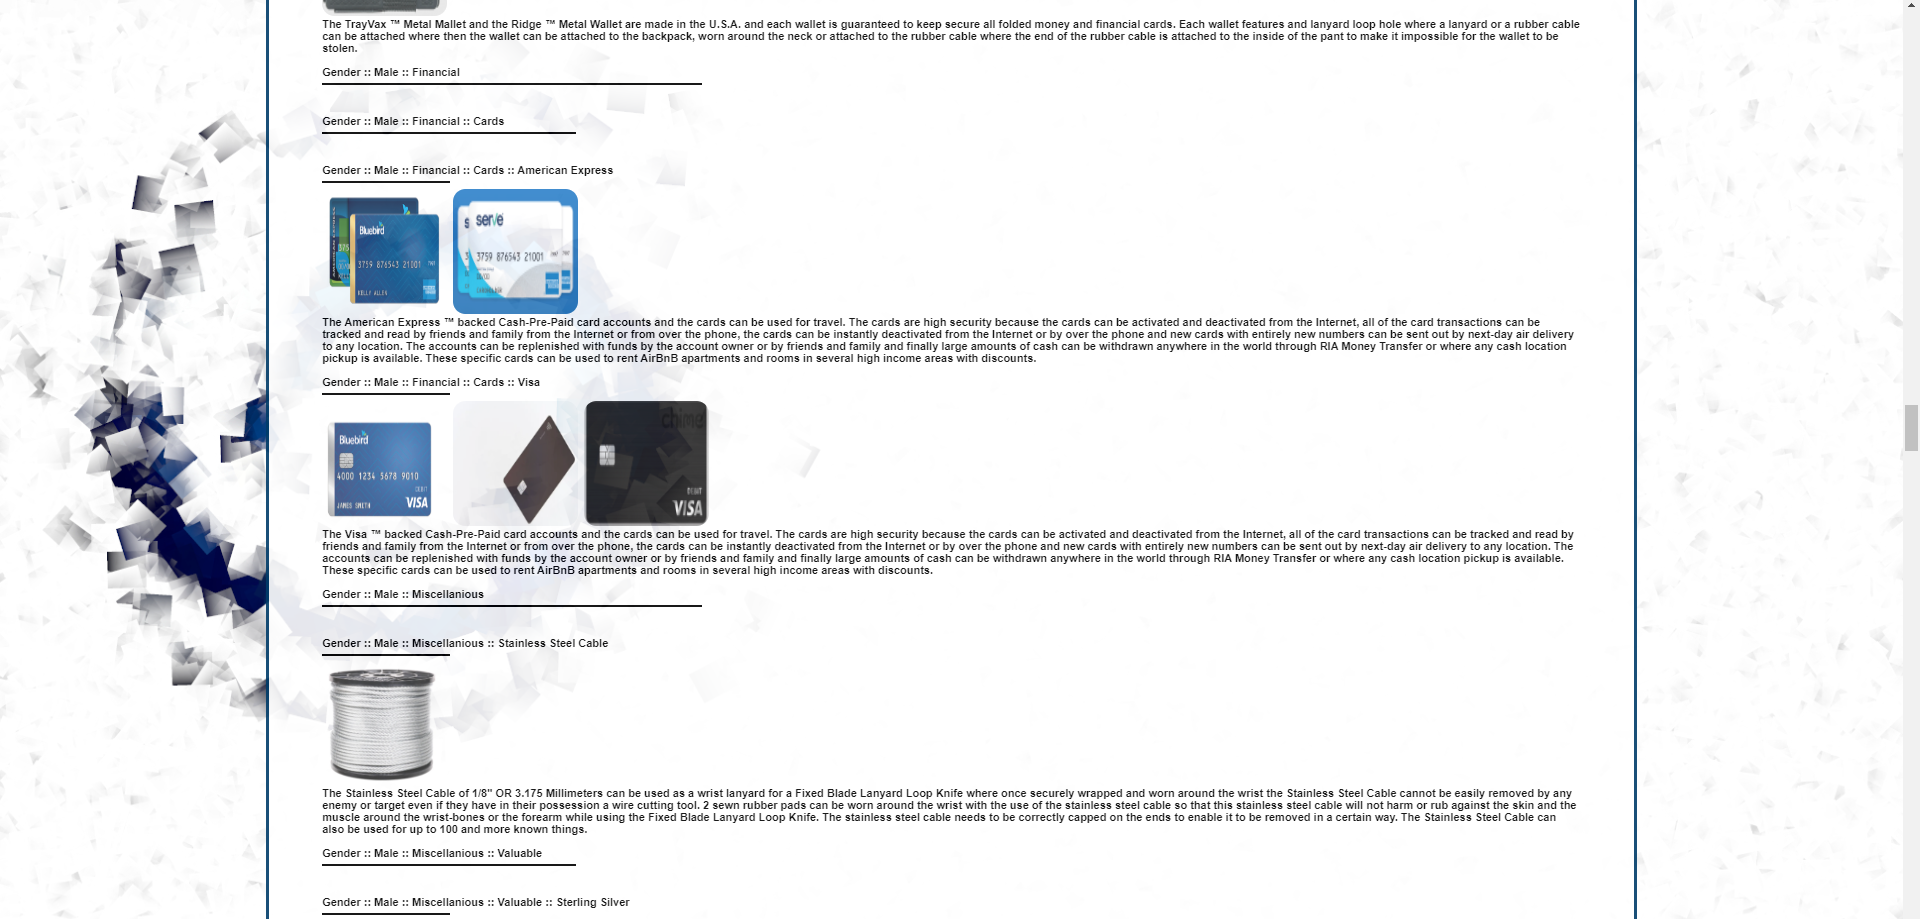 The TrayVax ™ Metal Mallet and the Ridge ™ Metal Wallet are made in the U.S.A. and each wallet is guaranteed to keep secure all folded money and financial cards. Each wallet features and lanyard loop hole where a lanyard or a rubber cable
can be attached where then the wallet can be attached to the backpack, worn around the neck or attached to the rubber cable where the end of the rubber cable is attached to the inside of the pant to make it impossible for the wallet to be
stolen.
Gender :: Male :: Financial
Gender :: Male :: Financial :: Cards
Gender :: Male :: Financial :: Cards :: American Express
Bluebird
3759 876543 21001
KELLY ALLEN
serve
3759 876543 21001
The American Express ™ backed Cash-Pre-Paid card accounts and the cards can be used for travel. The cards are high security because the cards can be activated and deactivated from the Internet, all of the card transactions can be
tracked and read by friends and family from the Internet or from over the phone, the cards can be instantly deactivated from the Internet or by over the phone and new cards with entirely new numbers can be sent out by next-day air delivery
to any location. The accounts can be replenished with funds by the account owner or by friends and family and finally large amounts of cash can be withdrawn anywhere in the world through RIA Money Transfer or where any cash location
pickup is available. These specific cards can be used to rent AirBnB apartments and rooms in several high income areas with discounts.
Gender :: Male :: Financial :: Cards :: Visa
Bluebird
4000 1234 5678 9010
DEBIT
JAMES SMITH
VISA
chime
DEBIT
VISA
The Visa ™ backed Cash-Pre-Paid card accounts and the cards can be used for travel. The cards are high security because the cards can be activated and deactivated from the Internet, all of the card transactions can be tracked and read by
friends and family from the Internet or from over the phone, the cards can be instantly deactivated from the Internet or by over the phone and new cards with entirely new numbers can be sent out by next-day air delivery to any location. The
accounts can be replenished with funds by the account owner or by friends and family and finally large amounts of cash can be withdrawn anywhere in the world through RIA Money Transfer or where any cash location pickup is available.
These specific cards can be used to rent AirBnB apartments and rooms in several high income areas with discounts.
Gender :: Male :: Miscellanious
Gender :: Male :: Miscellanious :: Stainless Steel Cable
The Stainless Steel Cable of 1/8" OR 3.175 Millimeters can be used as a wrist lanyard for a Fixed Blade Lanyard Loop Knife where once securely wrapped and worn around the wrist the Stainless Steel Cable cannot be easily removed by any
enemy or target even if they have in their possession a wire cutting tool. 2 sewn rubber pads can be worn around the wrist with the use of the stainless steel cable so that this stainless steel cable will not harm or rub against the skin and the
muscle around the wrist-bones or the forearm while using the Fixed Blade Lanyard Loop Knife. The stainless steel cable needs to be correctly capped on the ends to enable it to be removed in a certain way. The Stainless Steel Cable can
also be used for up to 100 and more known things.
Gender :: Male :: Miscellanious :: Valuable
Gender :: Male :: Miscellanious :: Valuable :: Sterling Silver